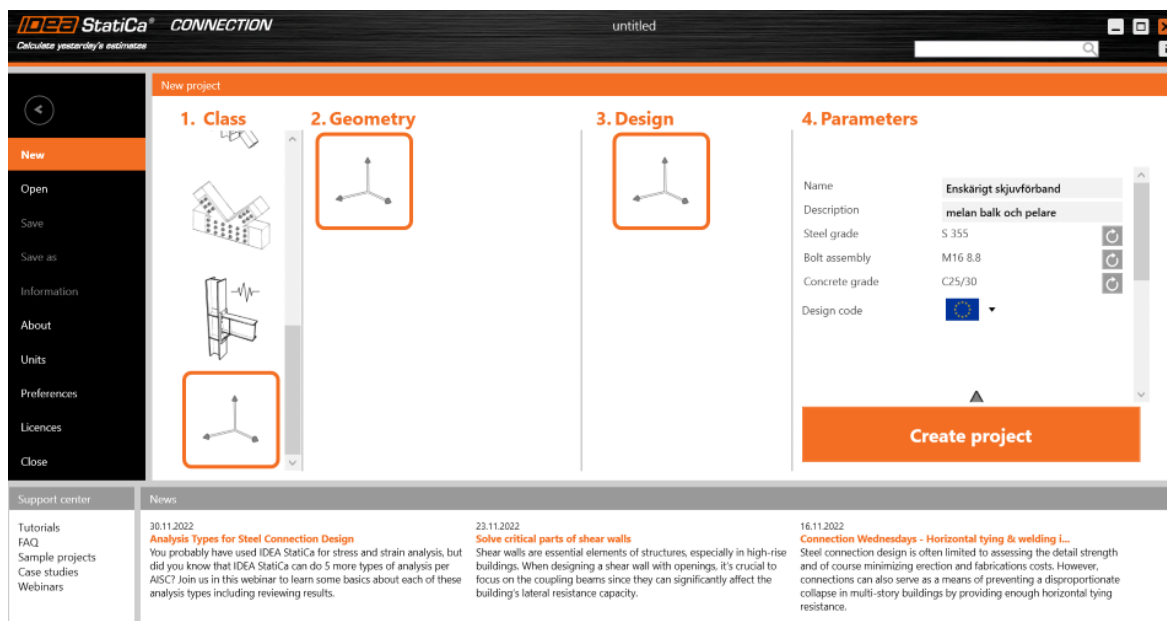 IDEA StatiCa® CONNECTION
Calculate yesterday's estimates
untitled
New project
1. Class
2. Geometry
3. Design
4. Parameters
New
Open
Save
Save as
Information
About
Units
Preferences
Licences
Close
Name Enskärigt skjuvförband
Description melan balk och pelare
Steel grade S 355
Bolt assembly M16 8.8
Concrete grade C25/30
Design code
Create project
Support center
Tutorials
FAQ
Sample projects
Case studies
Webinars
News
30.11.2022
Analysis Types for Steel Connection Design
You probably have used IDEA StatiCa for stress and strain analysis, but
did you know that IDEA StatiCa can do 5 more types of analysis per
AISC? Join us in this webinar to learn some basics about each of these
analysis types including reviewing results.
23.11.2022
Solve critical parts of shear walls
Shear walls are essential elements of structures, especially in high-rise
buildings. When designing a shear wall with openings, it's crucial to
focus on the coupling beams since they can significantly affect the
building's lateral resistance capacity.
16.11.2022
Connection Wednesdays - Horizontal tying & welding i...
Steel connection design is often limited to assessing the detail strength
and of course minimizing erection and fabrications costs. However,
connections can also serve as a means of preventing a disproportionate
collapse in multi-story buildings by providing enough horizontal tying
resistance.